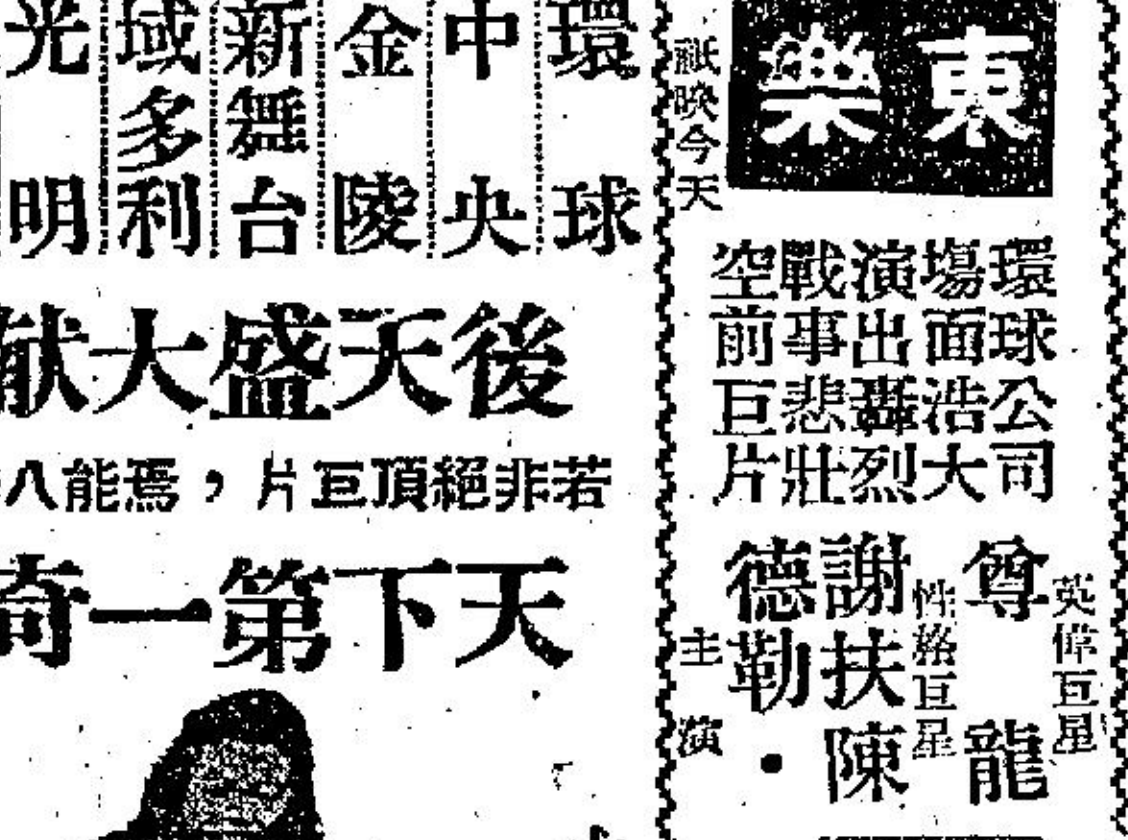 東樂
祇映今天
環球公司
塲面浩大
演出轟烈
戰事悲壯
空前巨片
英偉巨星
尊龍
性格巨星
謝扶陳
德勒・
主演
環球
中央
金陵
新舞台
域多利
光明
後天盛大献
若非絕頂巨片，焉能八
天下第一奇